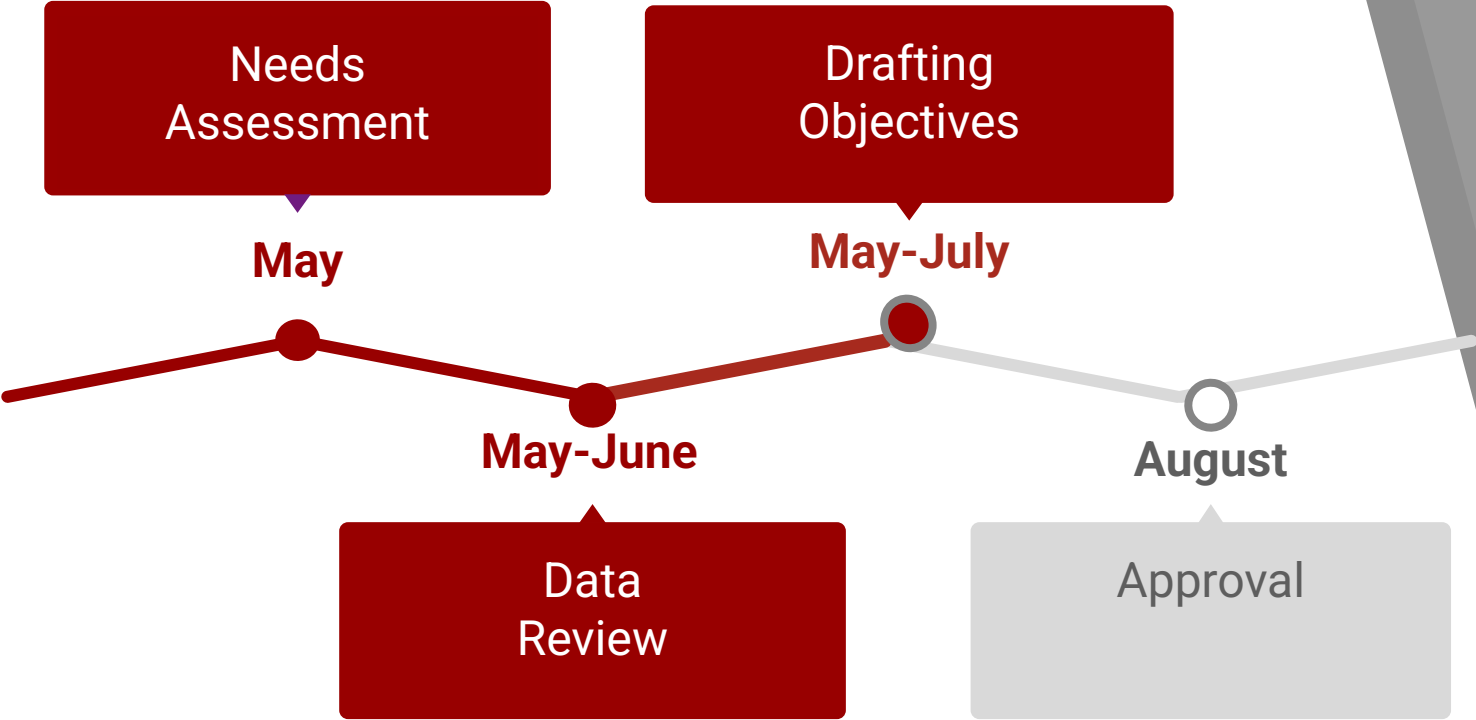 Needs
Assessment
May
Drafting
Objectives
May-July
May-June
Data
Review
August
Approval